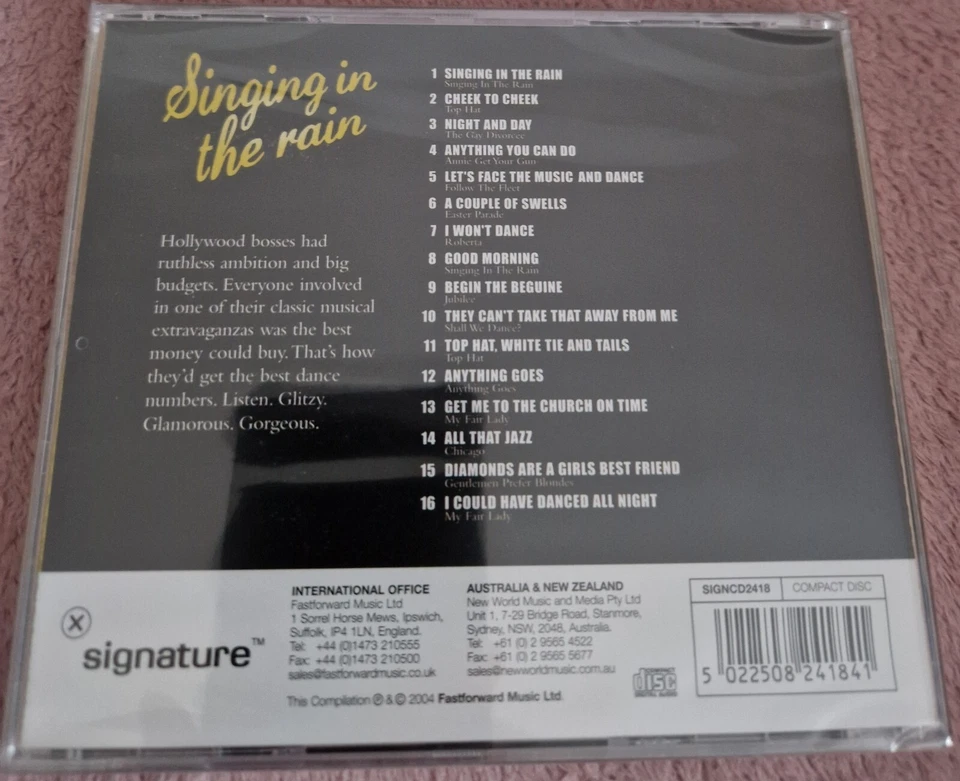 Singing in
the rain
Hollywood bosses had
ruthless ambition and big
budgets. Everyone involved
in one of their classic musical
extravaganzas was the best
money could buy. That's how
they'd get the best dance
numbers. Listen. Glitzy.
Glamorous. Gorgeous.
1 SINGING IN THE RAIN
Singing In The Rain
2 CHEEK TO CHEEK
Top Hat
3 NIGHT AND DAY
The Gay Divorcee
4 ANYTHING YOU CAN DO
Annie Get Your Gun
5 LET'S FACE THE MUSIC AND DANCE
Follow The Fleet
6 A COUPLE OF SWELLS
Easter Parade
7 I WON'T DANCE
Roberta
8 GOOD MORNING
Singing In The Rain
9 BEGIN THE BEGUINE
Jubilee
10 THEY CAN'T TAKE THAT AWAY FROM ME
Shall We Dance?
11 TOP HAT, WHITE TIE AND TAILS
Top Hat
12 ANYTHING GOES
Anything Goes
13 GET ME TO THE CHURCH ON TIME
My Fair Lady
14 ALL THAT JAZZ
Chicago
15 DIAMONDS ARE A GIRLS BEST FRIEND
Gentlemen Prefer Blondes
16 I COULD HAVE DANCED ALL NIGHT
My Fair Lady
X
signature™
INTERNATIONAL OFFICE
Fastforward Music Ltd
1 Sorrel Horse Mews, Ipswich,
Suffolk, IP4 1LN, England.
Tel: +44 (0)1473 210555
Fax: +44 (0)1473 210500
sales@fastforwardmusic.co.uk
AUSTRALIA & NEW ZEALAND
New World Music and Media Pty Ltd
Unit 1, 7-29 Bridge Road, Stanmore,
Sydney, NSW, 2048, Australia.
Tel: +61 (0) 2 9565 4522
Fax: +61 (0) 2 9565 5677
sales@newworldmusic.com.au
This Compilation ℗ & © 2004 Fastforward Music Ltd.
COMPACT
disc
DIGITAL AUDIO
SIGNCD2418 COMPACT DISC
5 022508 241841